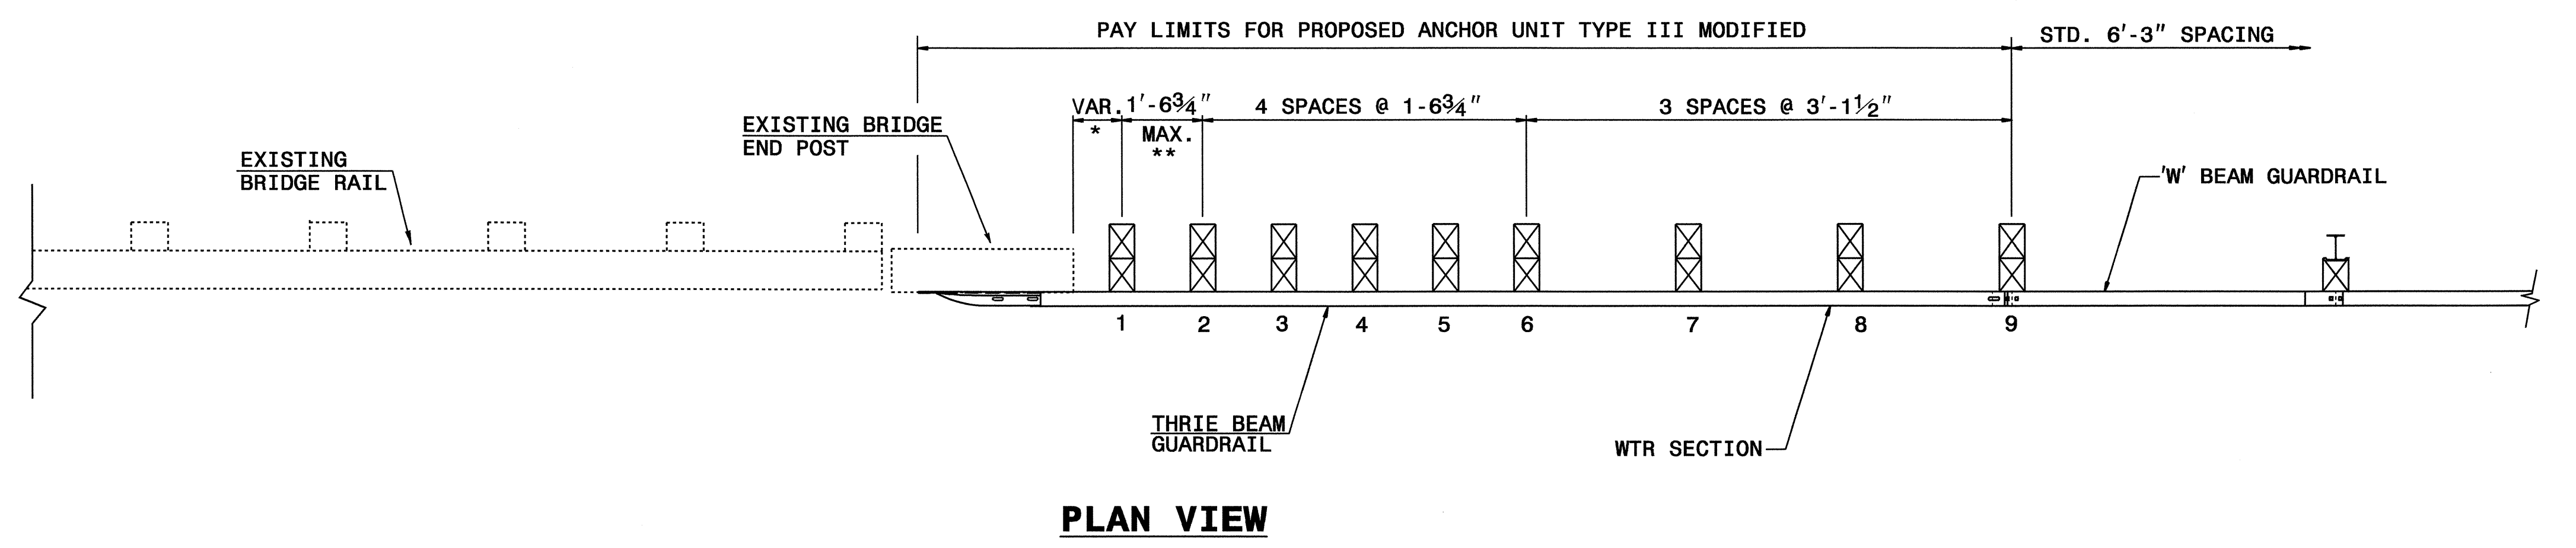 PAY LIMITS FOR PROPOSED ANCHOR UNIT TYPE III MODIFIED
STD. 6'-3" SPACING
VAR.
*
1'-6¾"
MAX.
**
4 SPACES @ 1-6¾"
3 SPACES @ 3'-1½"
EXISTING BRIDGE
END POST
EXISTING
BRIDGE RAIL
'W' BEAM GUARDRAIL
1 2 3 4 5 6 7 8 9
THRIE BEAM
GUARDRAIL
WTR SECTION
PLAN VIEW